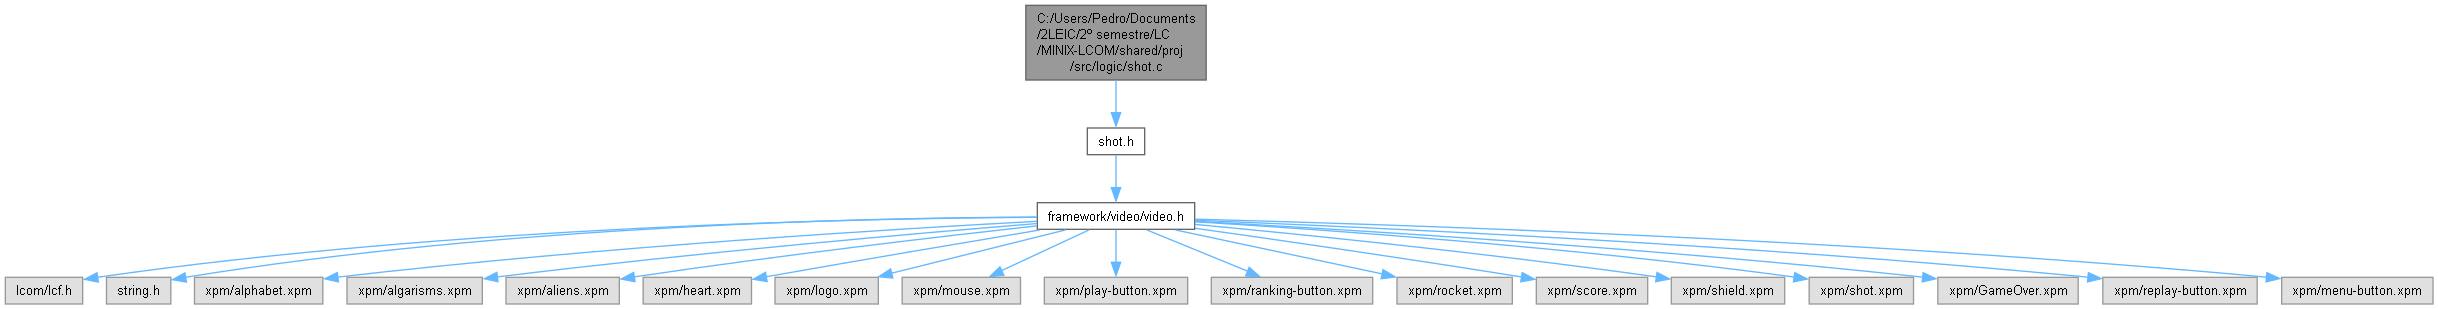 C:/Users/Pedro/Documents
/2LEIC/2º semestre/LC
/MINIX-LCOM/shared/proj
/src/logic/shot.c
shot.h
framework/video/video.h
lcom/lcf.h
string.h
xpm/alphabet.xpm
xpm/algarisms.xpm
xpm/aliens.xpm
xpm/heart.xpm
xpm/logo.xpm
xpm/mouse.xpm
xpm/play-button.xpm
xpm/ranking-button.xpm
xpm/rocket.xpm
xpm/score.xpm
xpm/shield.xpm
xpm/shot.xpm
xpm/GameOver.xpm
xpm/replay-button.xpm
xpm/menu-button.xpm